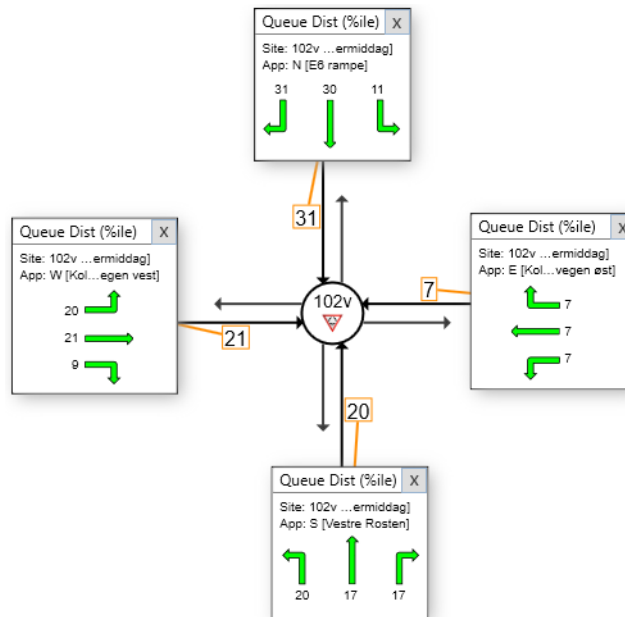 Queue Dist (%ile) X
Site: 102v ...ermiddag]
App: N [E6 rampe]
31 30 11
31
Queue Dist (%ile) X
Site: 102v ...ermiddag]
App: W [Kol...egen vest]
20
21
9
21
102v
7
Queue Dist (%ile) X
Site: 102v ...ermiddag]
App: E [Kol...vegen øst]
7
7
7
20
Queue Dist (%ile) X
Site: 102v ...ermiddag]
App: S [Vestre Rosten]
20 17 17